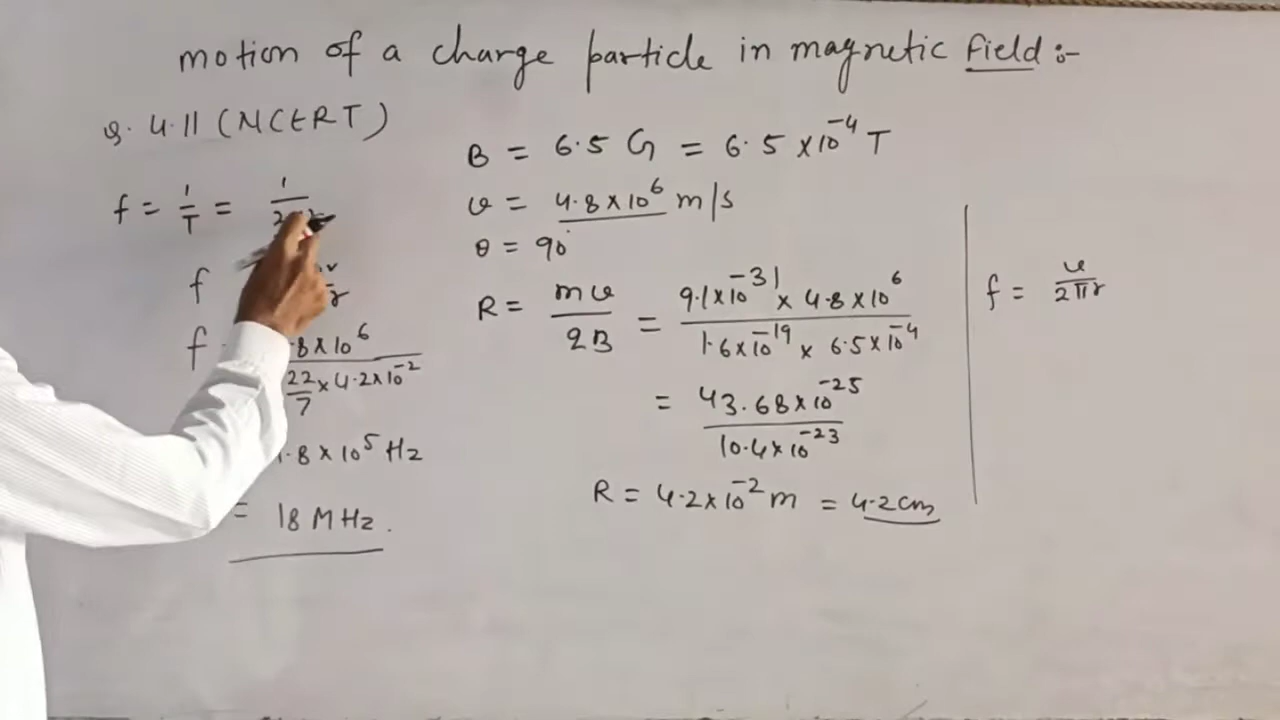 motion of a charge particle in magnetic field :-
Q. 4.11 (NCERT)
f = 1/T = 1/2
f
f 8×10⁶ / 22/7 × 4.2×10⁻²
.8 × 10⁵ Hz
= 18 MHz.
B = 6.5 G = 6.5 ×10⁻⁴ T
v = 4.8×10⁶ m/s
θ = 90°
R = mv/qB = 9.1×10⁻³¹ × 4.8×10⁶ / 1.6×10⁻¹⁹ × 6.5×10⁻⁴
= 43.68×10⁻²⁵ / 10.4×10⁻²³
R = 4.2×10⁻² m = 4.2cm
f = v/2πr